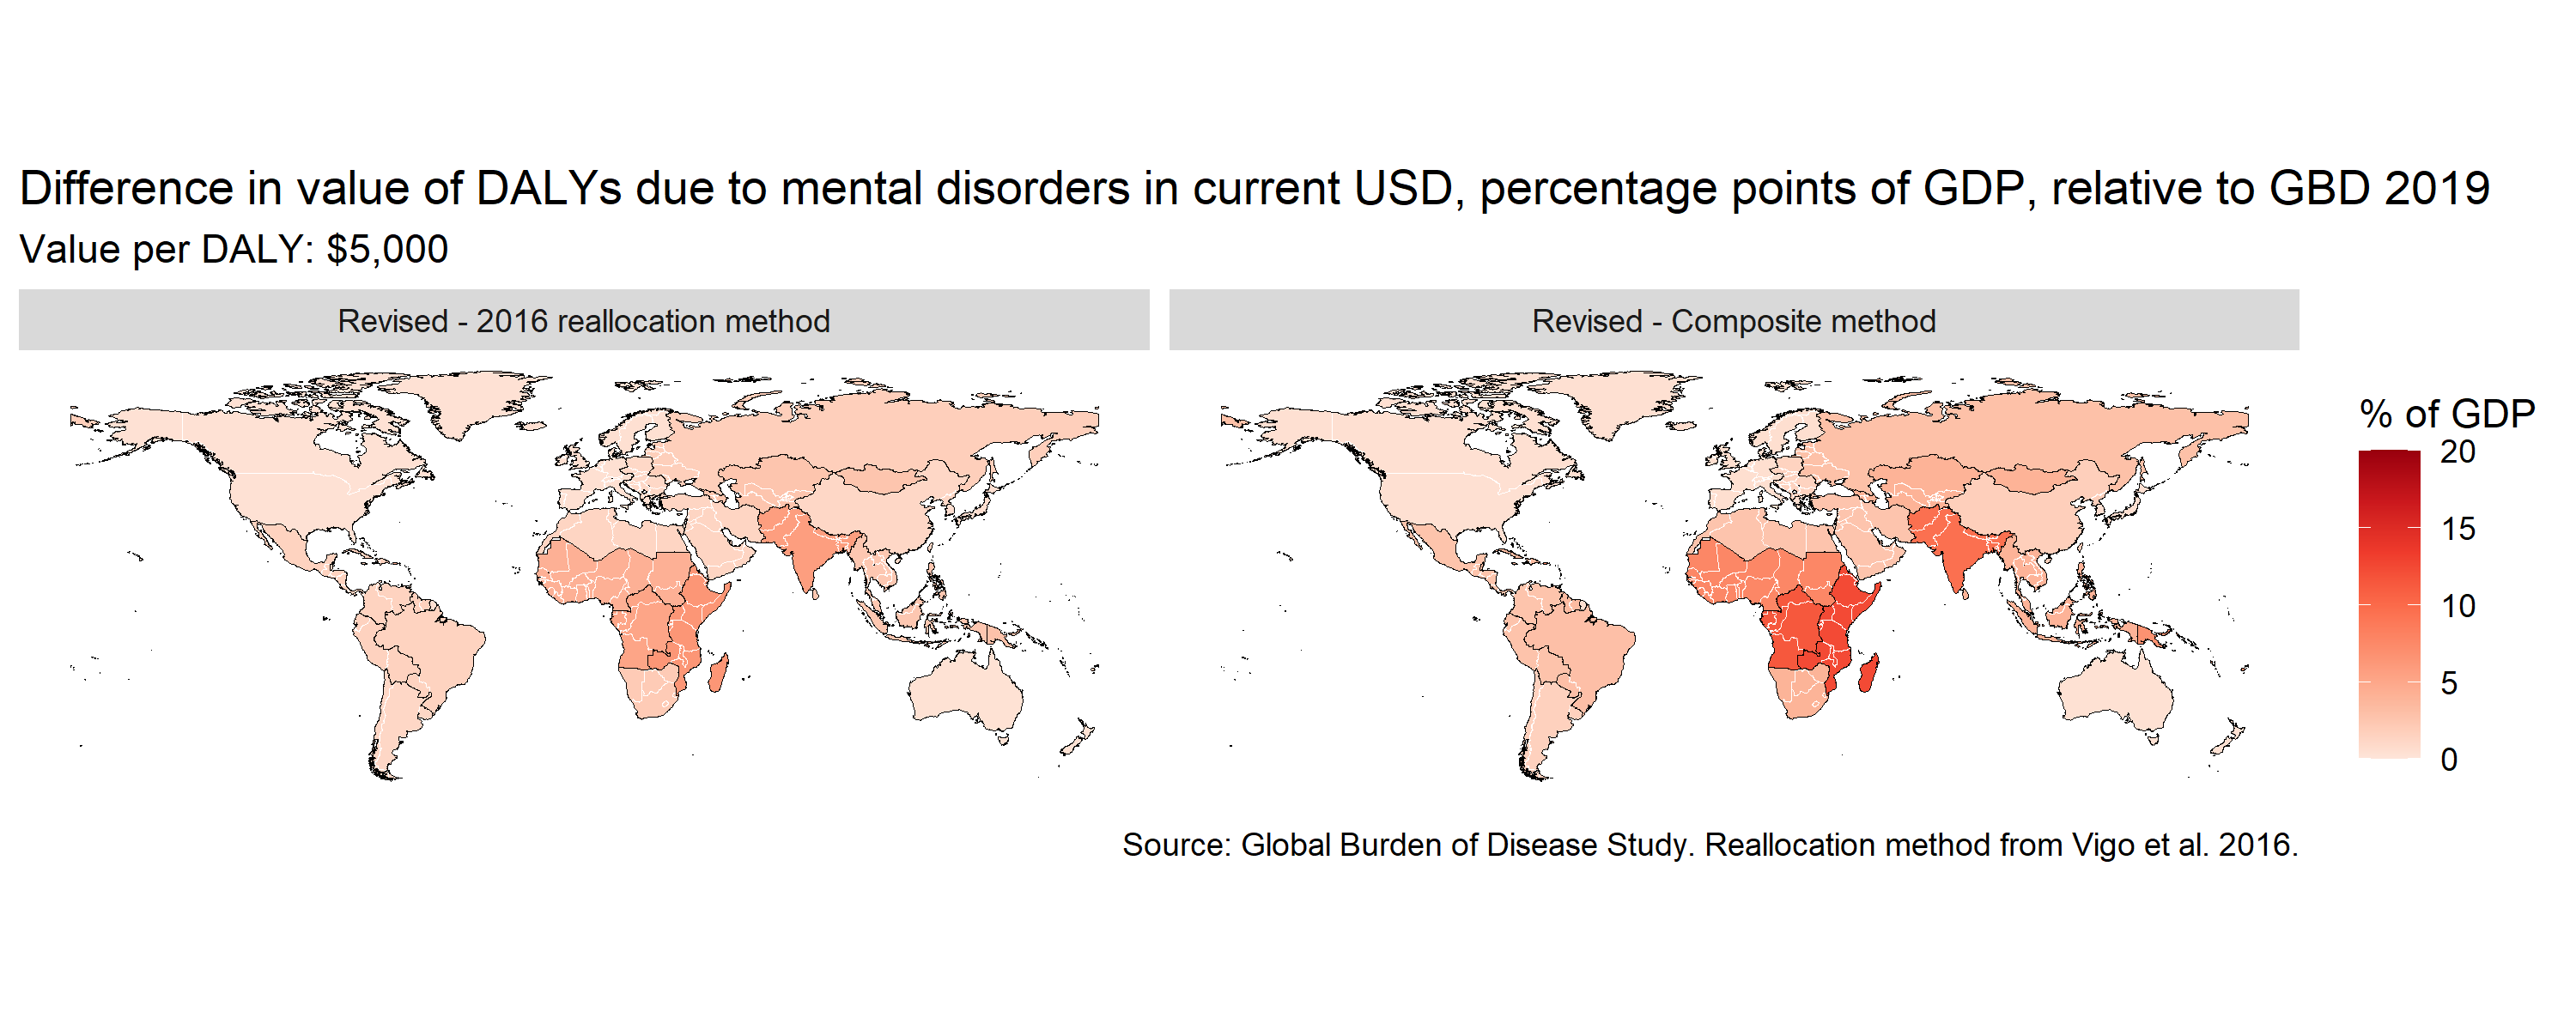 Difference in value of DALYs due to mental disorders in current USD, percentage points of GDP, relative to GBD 2019
Value per DALY: $5,000
Revised - 2016 reallocation method
Revised - Composite method
% of GDP
20
15
10
5
0
Source: Global Burden of Disease Study. Reallocation method from Vigo et al. 2016.